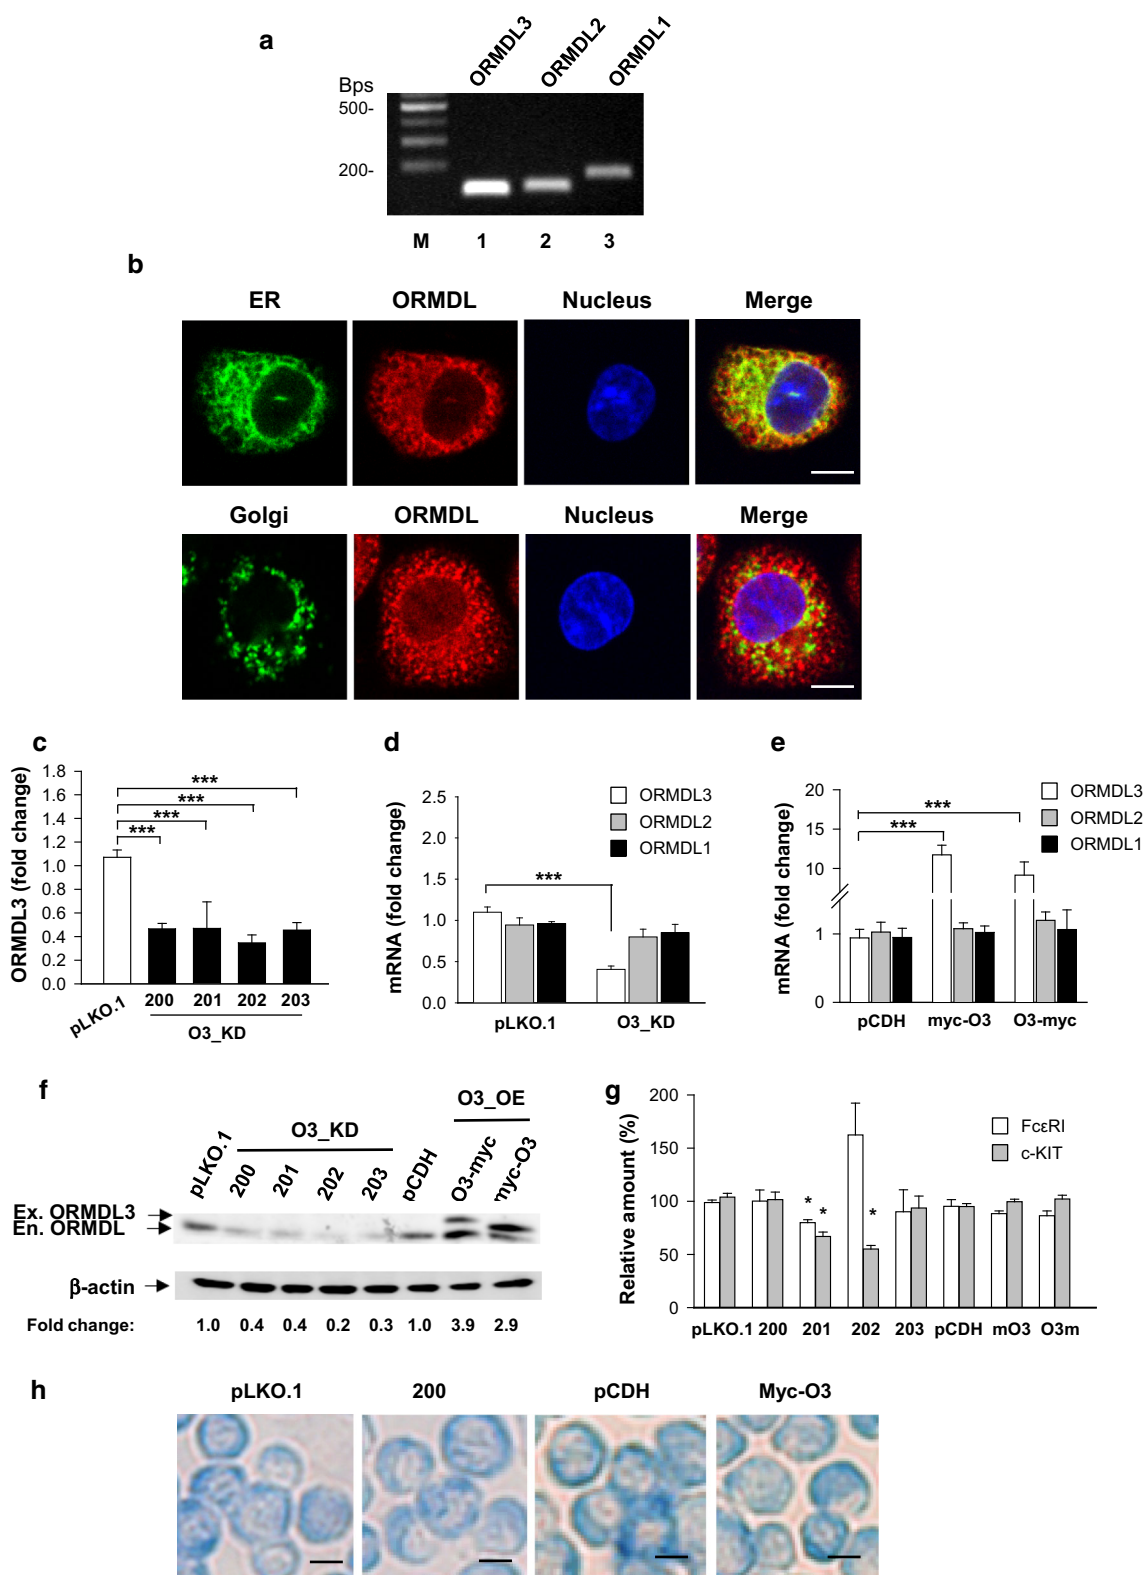 a
ORMDL3 ORMDL2 ORMDL1
Bps
500-
200-
M 1 2 3
b
ER ORMDL Nucleus Merge
Golgi ORMDL Nucleus Merge
c
ORMDL3 (fold change)
1.8
1.6
1.4
1.2
1.0
0.8
0.6
0.4
0.2
0.0
***
***
***
***
pLKO.1 200 201 202 203
O3_KD
d
mRNA (fold change)
2.5
2.0
1.5
1.0
0.5
0.0
ORMDL3
ORMDL2
ORMDL1
***
pLKO.1 O3_KD
e
mRNA (fold change)
20
15
10
1
0
ORMDL3
ORMDL2
ORMDL1
***
***
pCDH myc-O3 O3-myc
f
O3_OE
O3_KD
pLKO.1 200 201 202 203 pCDH O3-myc myc-O3
Ex. ORMDL3
En. ORMDL
β-actin
Fold change: 1.0 0.4 0.4 0.2 0.3 1.0 3.9 2.9
g
Relative amount (%)
200
150
100
50
0
FcεRI
c-KIT
* * *
pLKO.1 200 201 202 203 pCDH mO3 O3m
h
pLKO.1 200 pCDH Myc-O3